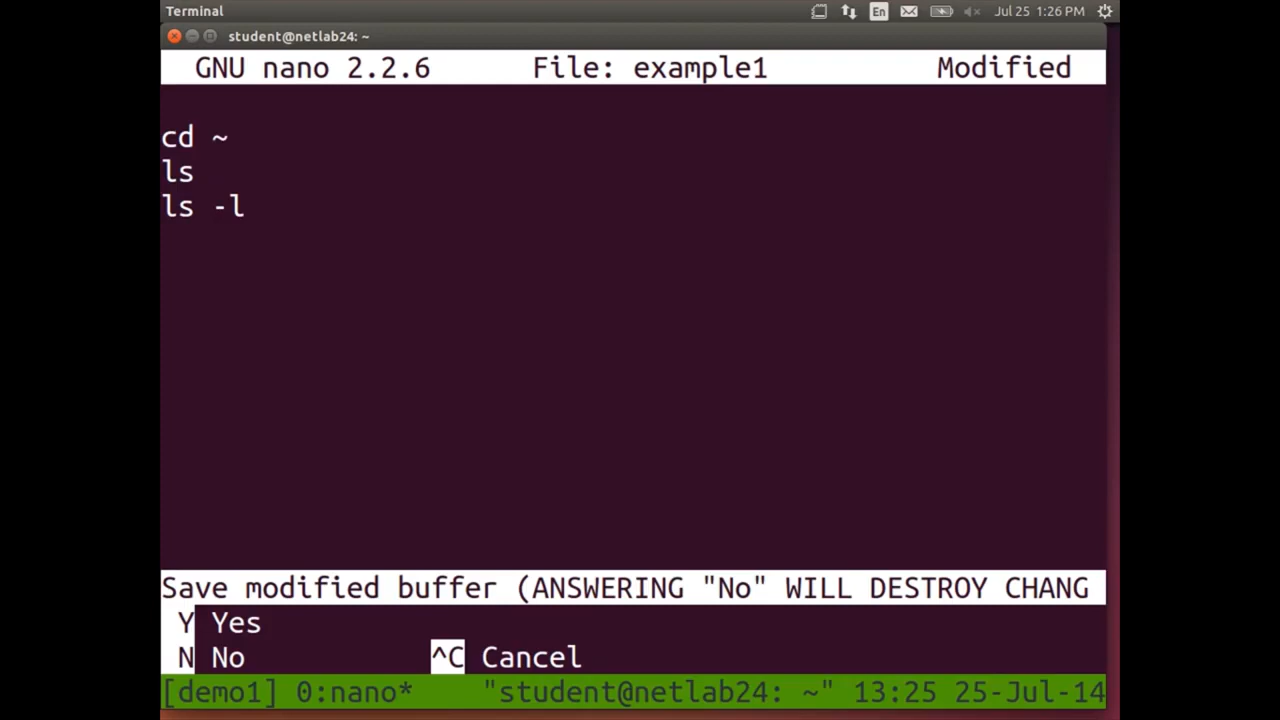 Terminal En Jul 25 1:26 PM
student@netlab24: ~
GNU nano 2.2.6 File: example1 Modified
cd ~
ls
ls -l
Save modified buffer (ANSWERING "No" WILL DESTROY CHANG
Y Yes
N No ^C Cancel
[demo1] 0:nano* "student@netlab24: ~" 13:25 25-Jul-14